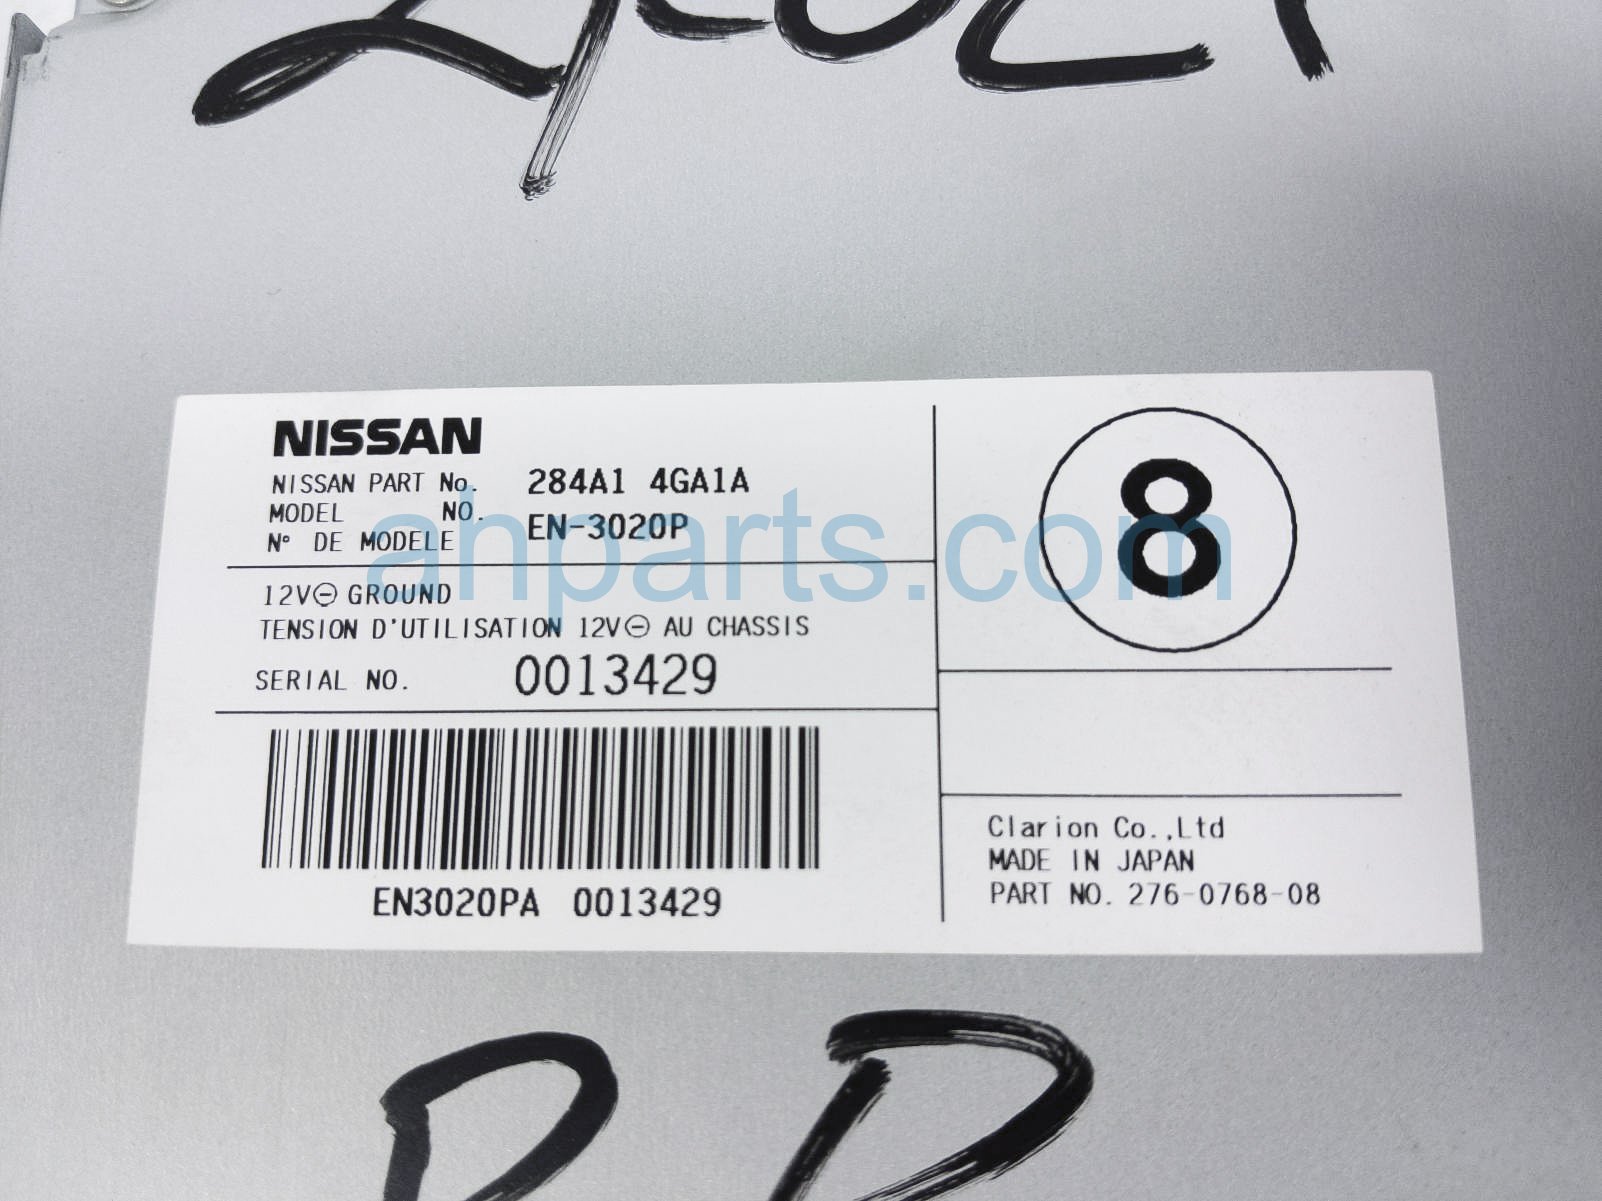 NISSAN
NISSAN PART No. 284A1 4GA1A
MODEL NO. EN-3020P
N° DE MODELE
12V⊖ GROUND
TENSION D'UTILISATION 12V⊖ AU CHASSIS
SERIAL NO. 0013429
EN3020PA 0013429
8
Clarion Co.,Ltd
MADE IN JAPAN
PART NO. 276-0768-08
ahparts.com